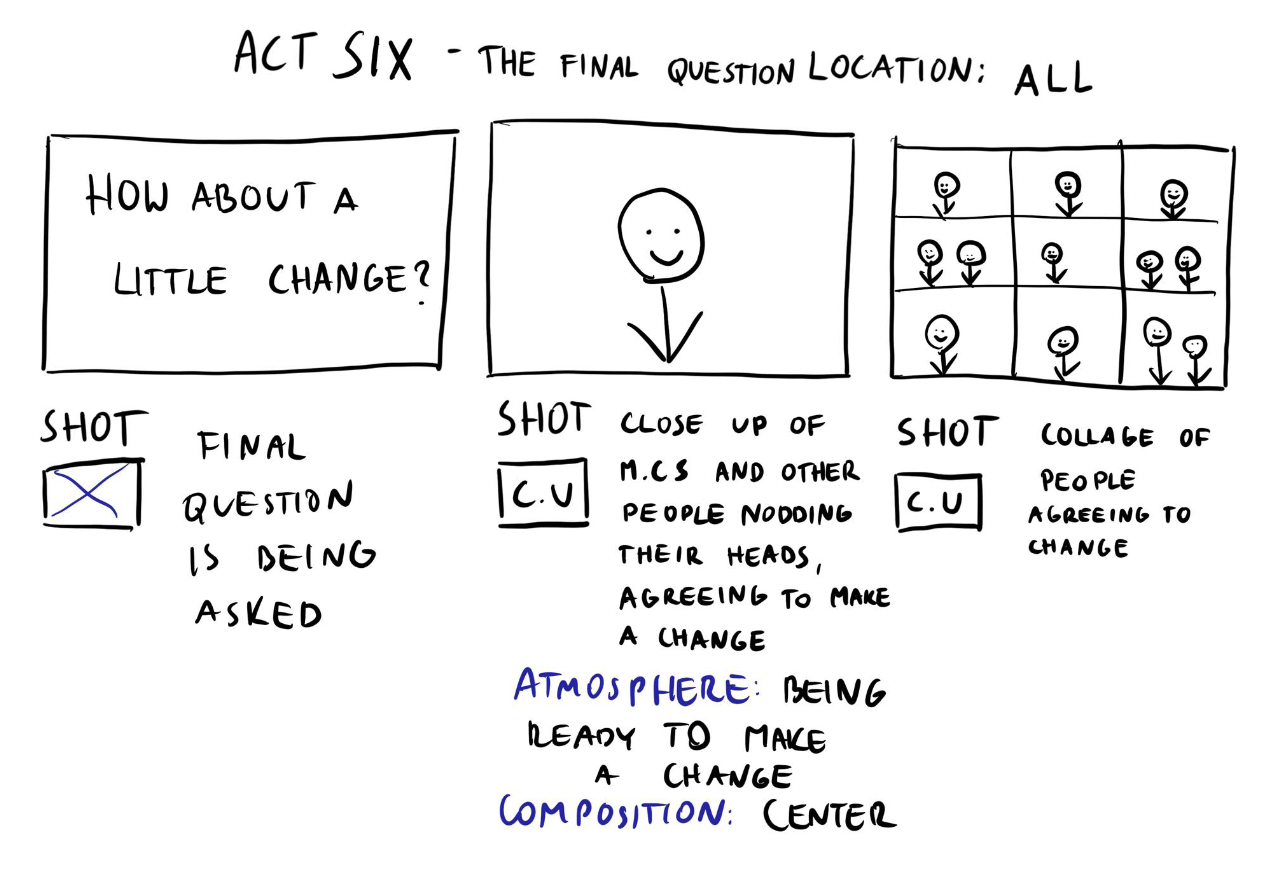 ACT SIX - THE FINAL QUESTION LOCATION: ALL
HOW ABOUT A
LITTLE CHANGE?
SHOT
FINAL
QUESTION
IS BEING
ASKED
SHOT
C.U
CLOSE UP OF
M.C S AND OTHER
PEOPLE NODDING
THEIR HEADS,
AGREEING TO MAKE
A CHANGE
ATMOSPHERE: BEING
READY TO MAKE
A CHANGE
COMPOSITION: CENTER
SHOT
C.U
COLLAGE OF
PEOPLE
AGREEING TO
CHANGE